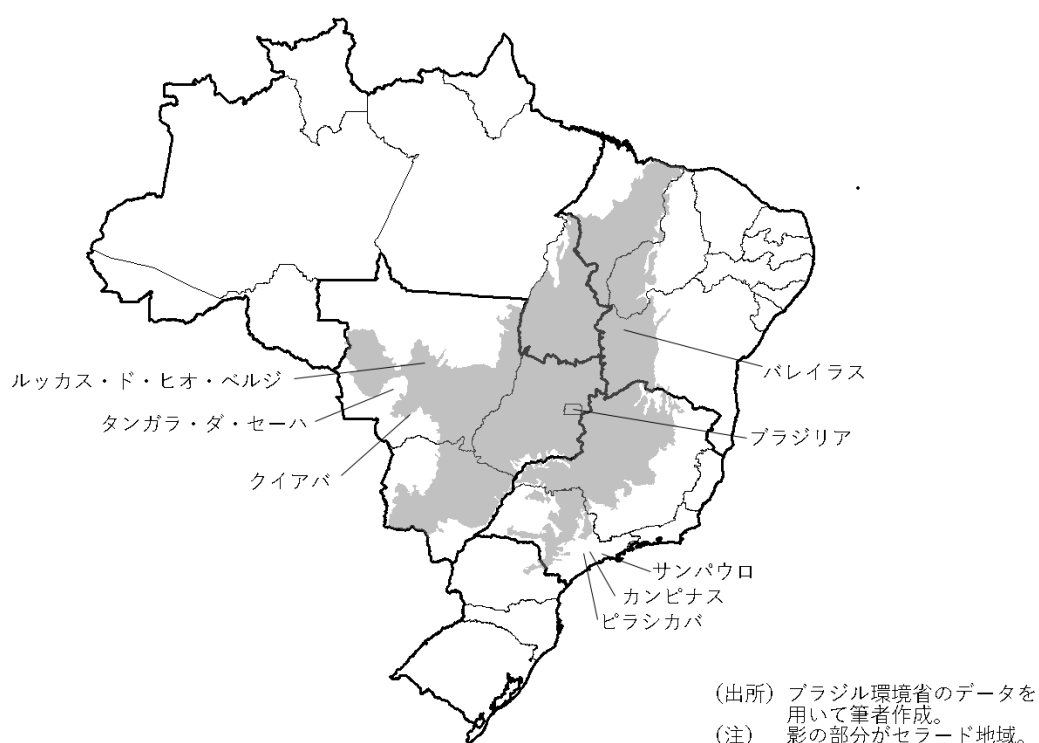 ルッカス・ド・ヒオ・ベルジ
タンガラ・ダ・セーハ
クイアバ
バレイラス
ブラジリア
サンパウロ
カンピナス
ピラシカバ
(出所) ブラジル環境省のデータを
用いて筆者作成。
(注) 影の部分がセラード地域。